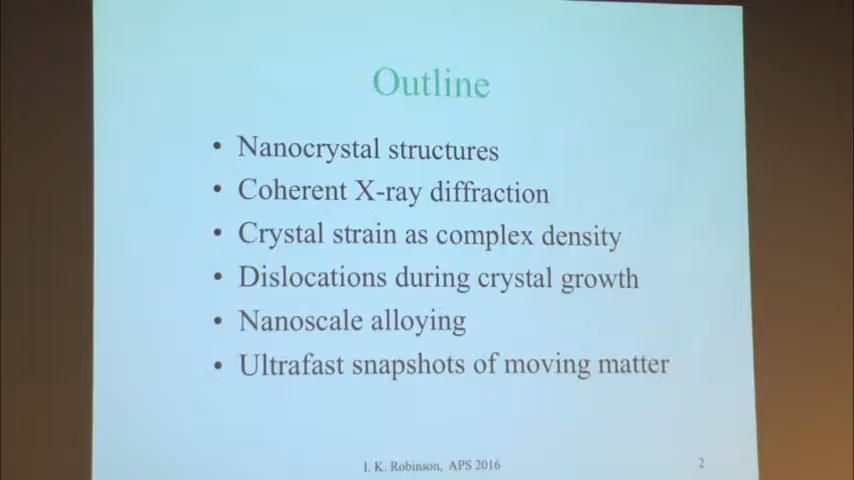 Outline
• Nanocrystal structures
• Coherent X-ray diffraction
• Crystal strain as complex density
• Dislocations during crystal growth
• Nanoscale alloying
• Ultrafast snapshots of moving matter
I. K. Robinson, APS 2016
2